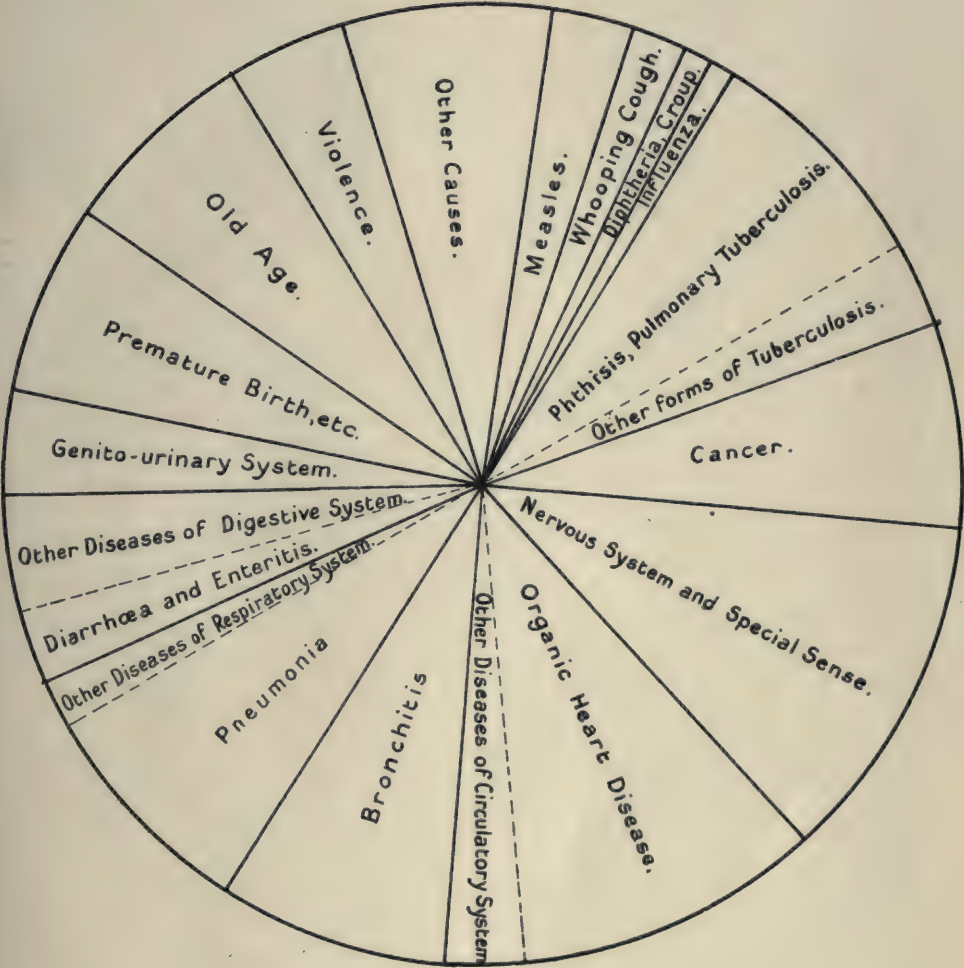 Other Causes.
Measles.
Whooping Cough.
Diphtheria, Croup.
Influenza.
Phthisis, Pulmonary Tuberculosis.
Other forms of Tuberculosis.
Cancer.
Nervous System and Special Sense.
Organic Heart Disease.
Other Diseases of Circulatory System
Bronchitis
Pneumonia
Other Diseases of Respiratory System.
Diarrhœa and Enteritis.
Other Diseases of Digestive System.
Genito-urinary System.
Premature Birth, etc.
Old Age.
Violence.